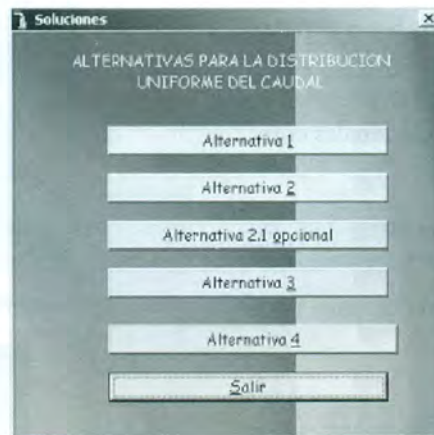 Soluciones
ALTERNATIVAS PARA LA DISTRIBUCION
UNIFORME DEL CAUDAL
Alternativa 1
Alternativa 2
Alternativa 2.1 opcional
Alternativa 3
Alternativa 4
Salir